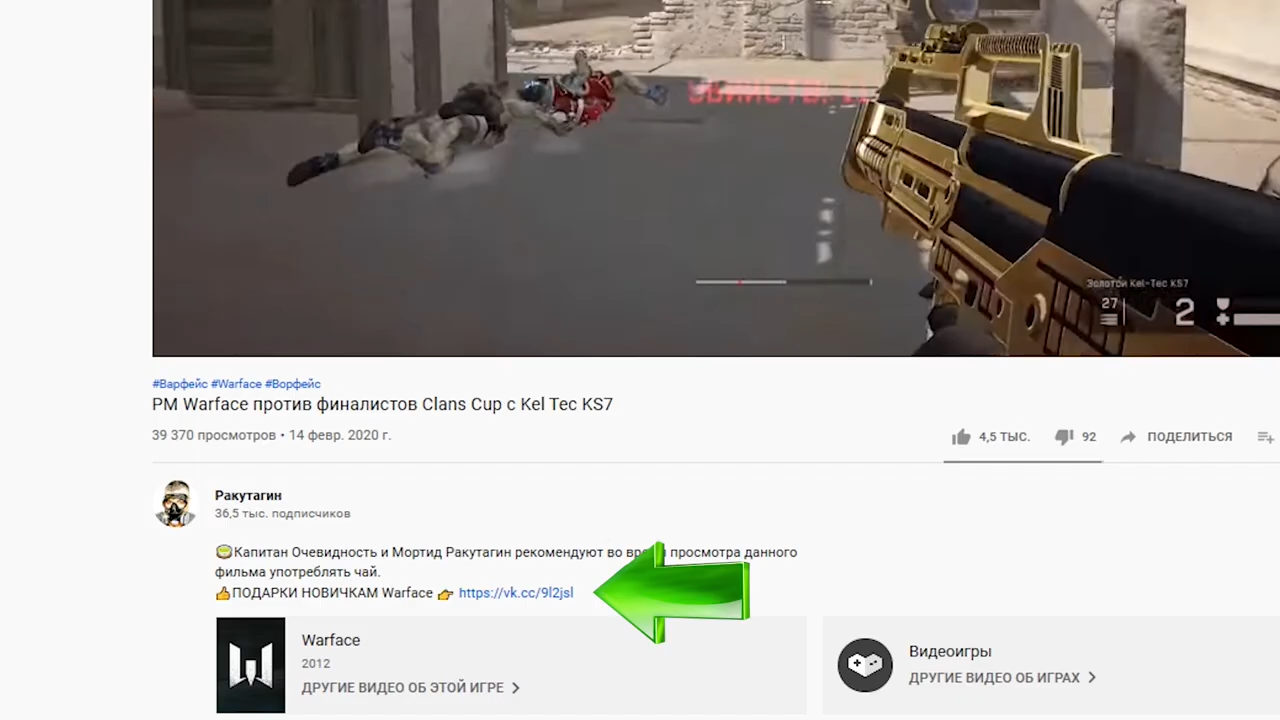 Золотой Kel-Tec KS7
27
2
#Варфейс #Warface #Ворфейс
РМ Warface против финалистов Clans Cup с Kel Tec KS7
39 370 просмотров • 14 февр. 2020 г.
4,5 ТЫС.
92
ПОДЕЛИТЬСЯ
Ракутагин
36,5 тыс. подписчиков
Капитан Очевидность и Мортид Ракутагин рекомендуют во просмотра данного
фильма употреблять чай.
ПОДАРКИ НОВИЧКАМ Warface https://vk.cc/9l2jsl
Warface
2012
ДРУГИЕ ВИДЕО ОБ ЭТОЙ ИГРЕ
Видеоигры
ДРУГИЕ ВИДЕО ОБ ИГРАХ